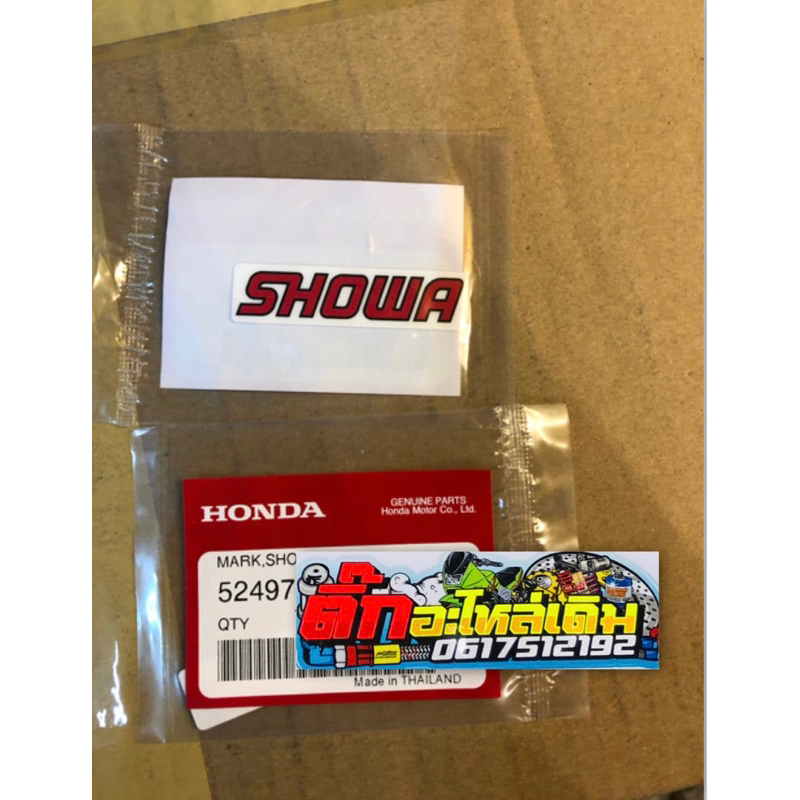 SHOWA
HONDA
GENUINE PARTS
Honda Motor Co., Ltd.
MARK,SHO
52497
QTY
ติ๊กอะไหล่เดิม
0617512192
Made in THAILAND